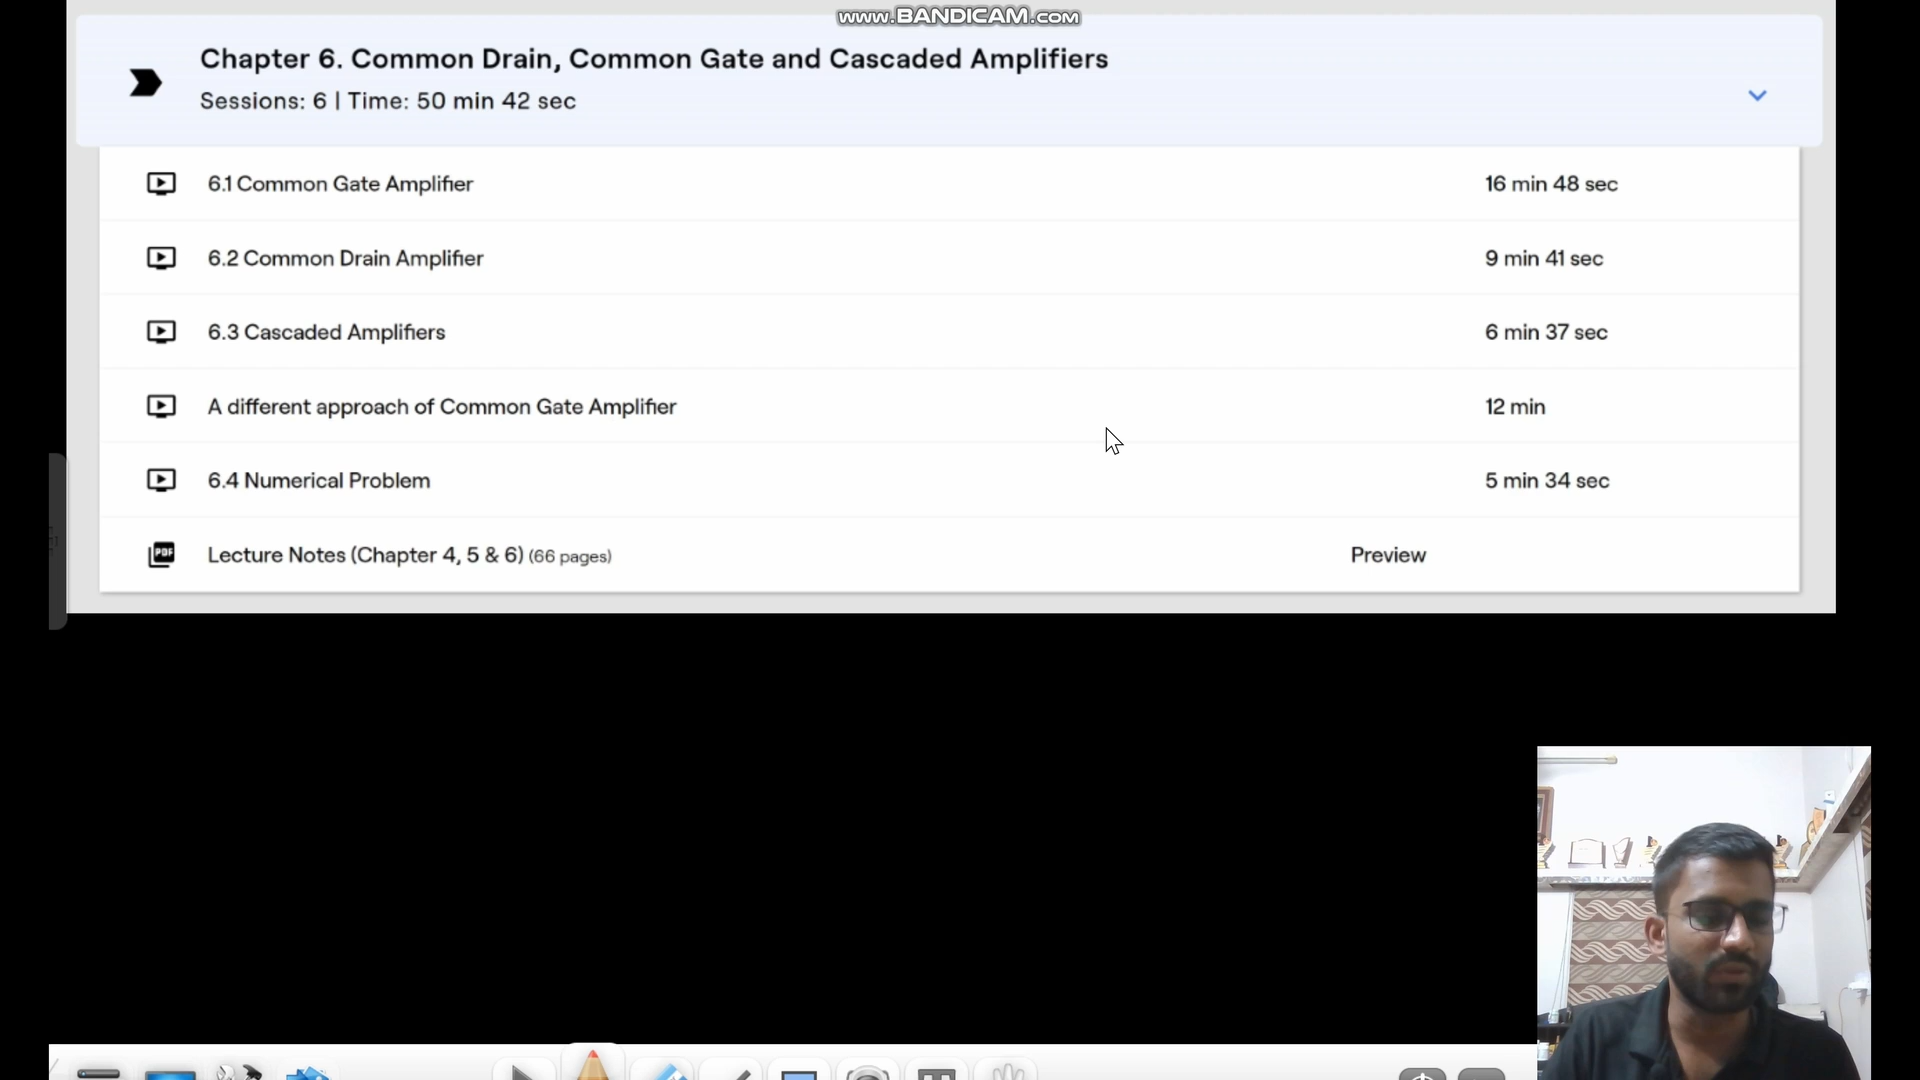 www.BANDICAM.com
Chapter 6. Common Drain, Common Gate and Cascaded Amplifiers
Sessions: 6 | Time: 50 min 42 sec
6.1 Common Gate Amplifier 16 min 48 sec
6.2 Common Drain Amplifier 9 min 41 sec
6.3 Cascaded Amplifiers 6 min 37 sec
A different approach of Common Gate Amplifier 12 min
6.4 Numerical Problem 5 min 34 sec
PDF Lecture Notes (Chapter 4, 5 & 6) (66 pages) Preview